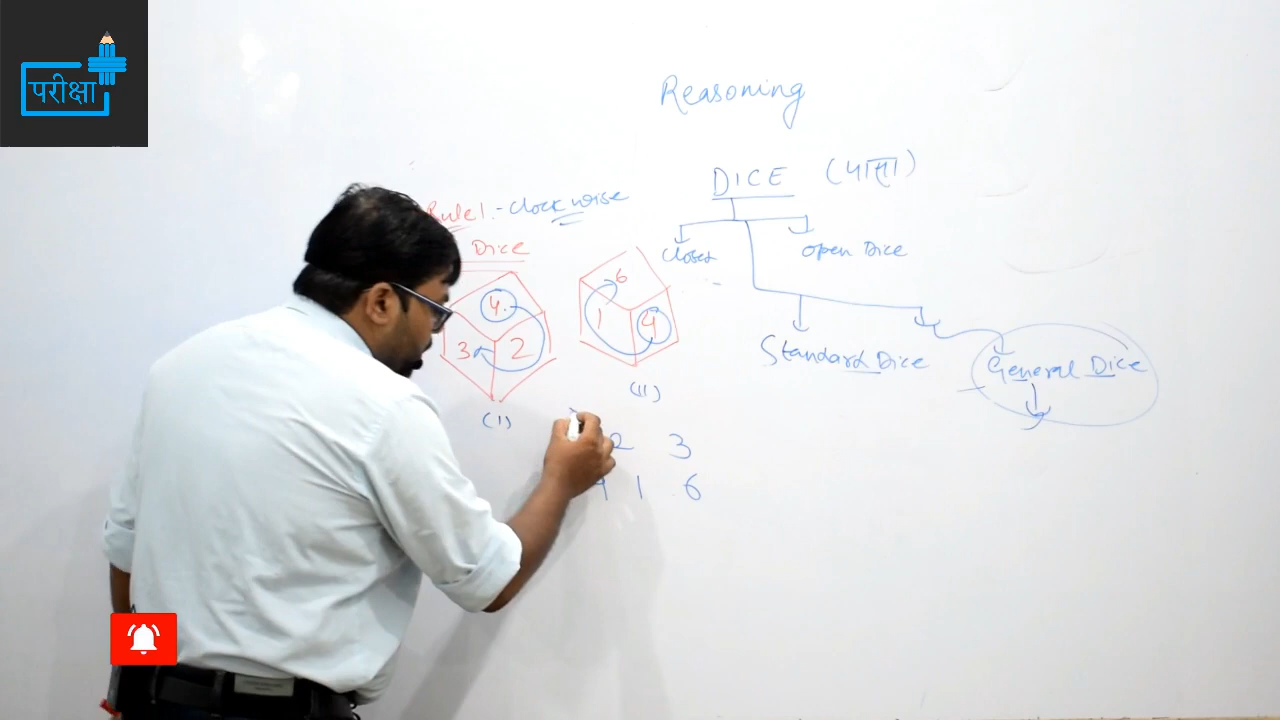 परीक्षा
Reasoning
DICE (पासा)
Rule 1:- Clock wise
Dice
Closed
open Dice
Standard Dice
General Dice
4
3 2
(I)
6
1 4
(II)
2 3
4 1 6